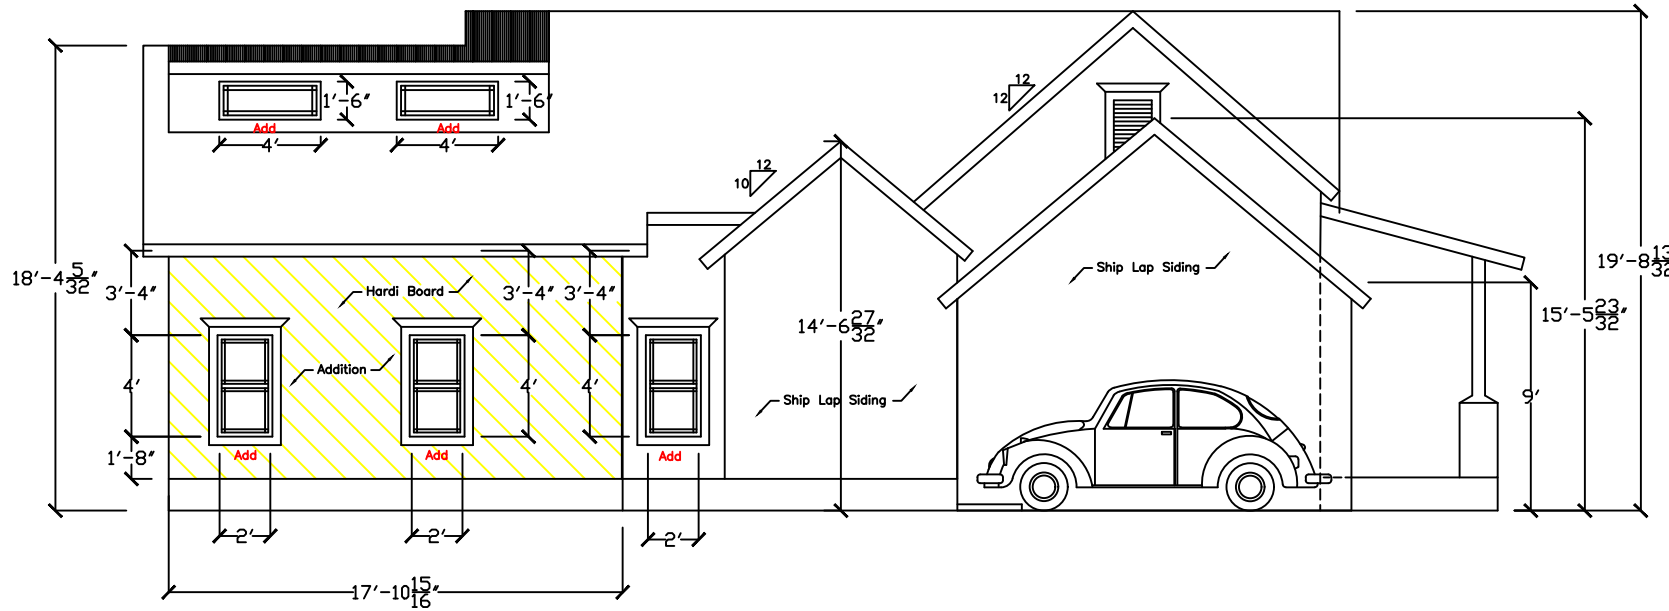 12
12
1'-6"
1'-6"
Add
Add
4'
4'
12
10
19'-8 13/32
18'-4 5/32"
3'-4"
Hardi Board
3'-4"
3'-4"
Ship Lap Siding
14'-6 27/32"
15'-5 23/32"
Addition
4'
4'
4'
Ship Lap Siding
9'
1'-8"
Add
Add
Add
2'
2'
2'
17'-10 15/16"